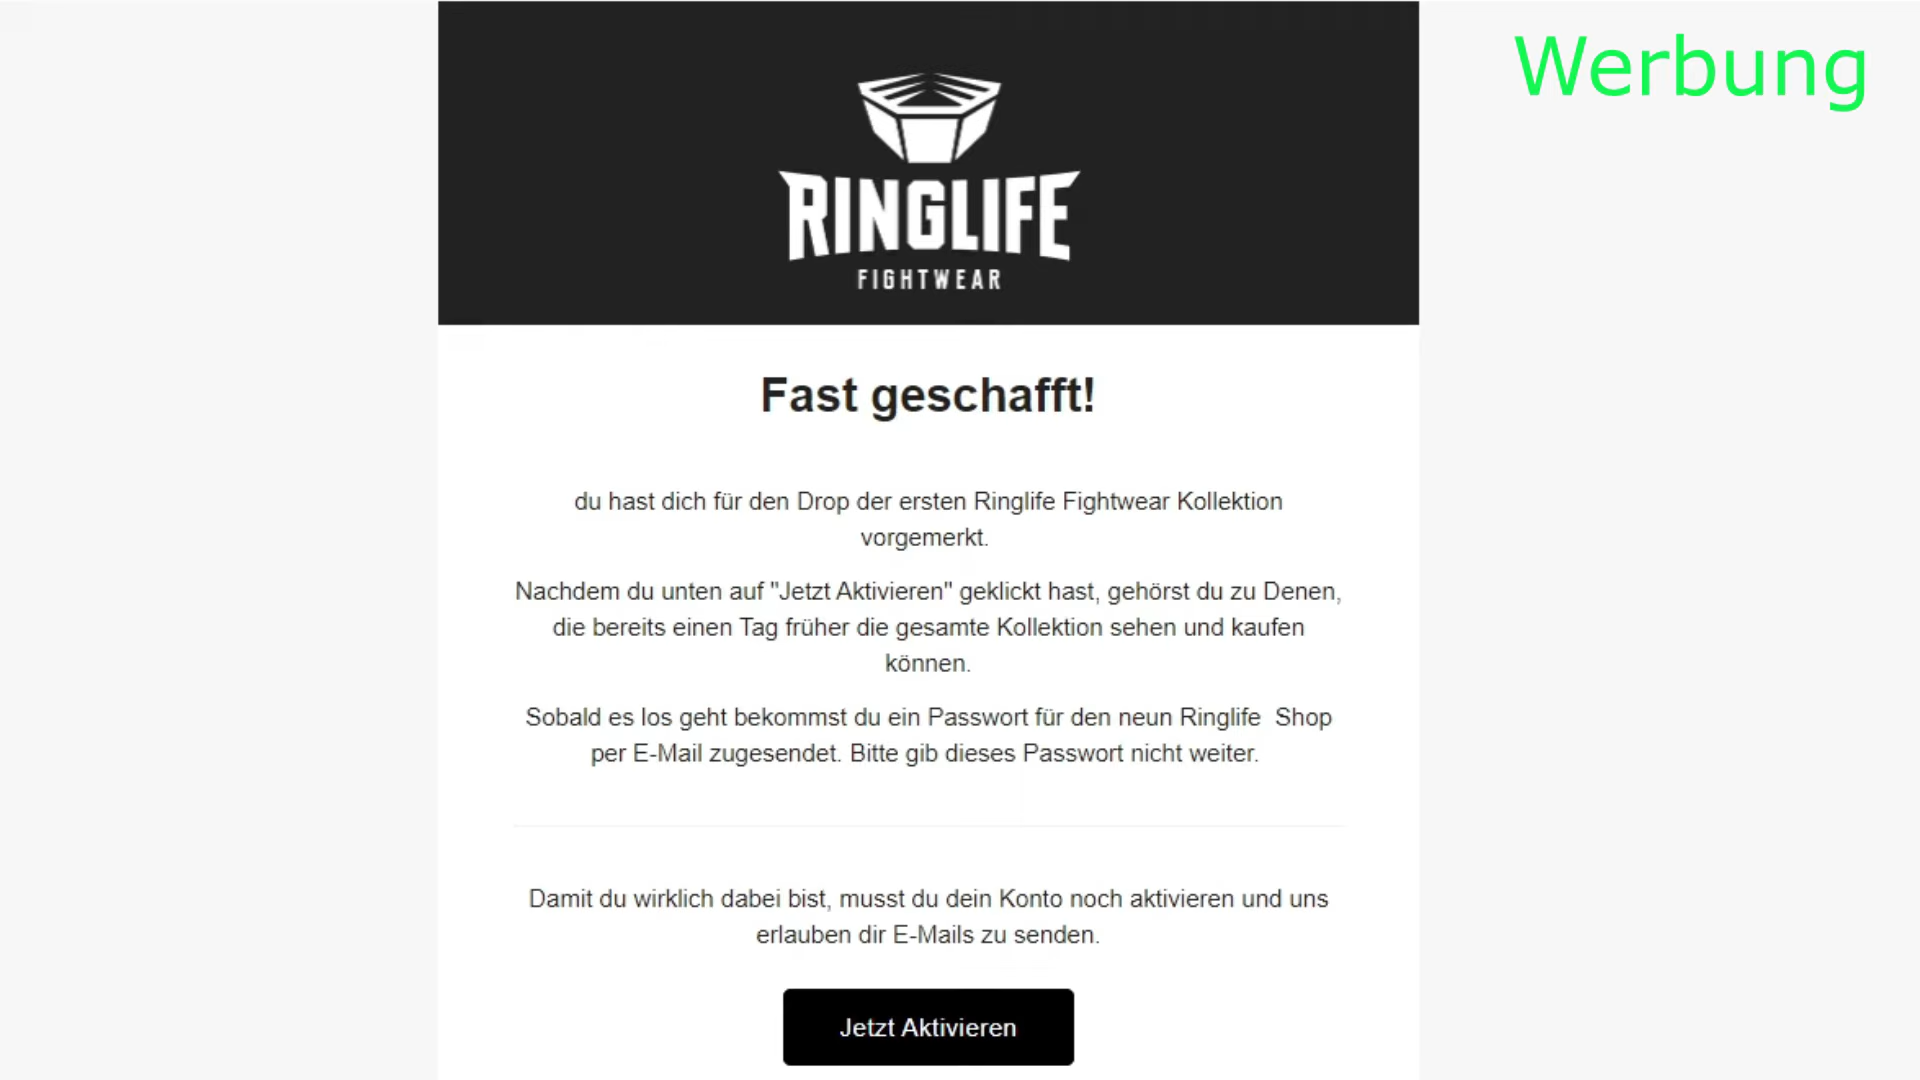 Werbung
RINGLIFE
FIGHTWEAR
Fast geschafft!
du hast dich für den Drop der ersten Ringlife Fightwear Kollektion
vorgemerkt.
Nachdem du unten auf "Jetzt Aktivieren" geklickt hast, gehörst du zu Denen,
die bereits einen Tag früher die gesamte Kollektion sehen und kaufen
können.
Sobald es los geht bekommst du ein Passwort für den neun Ringlife  Shop
per E-Mail zugesendet. Bitte gib dieses Passwort nicht weiter.
Damit du wirklich dabei bist, musst du dein Konto noch aktivieren und uns
erlauben dir E-Mails zu senden.
Jetzt Aktivieren